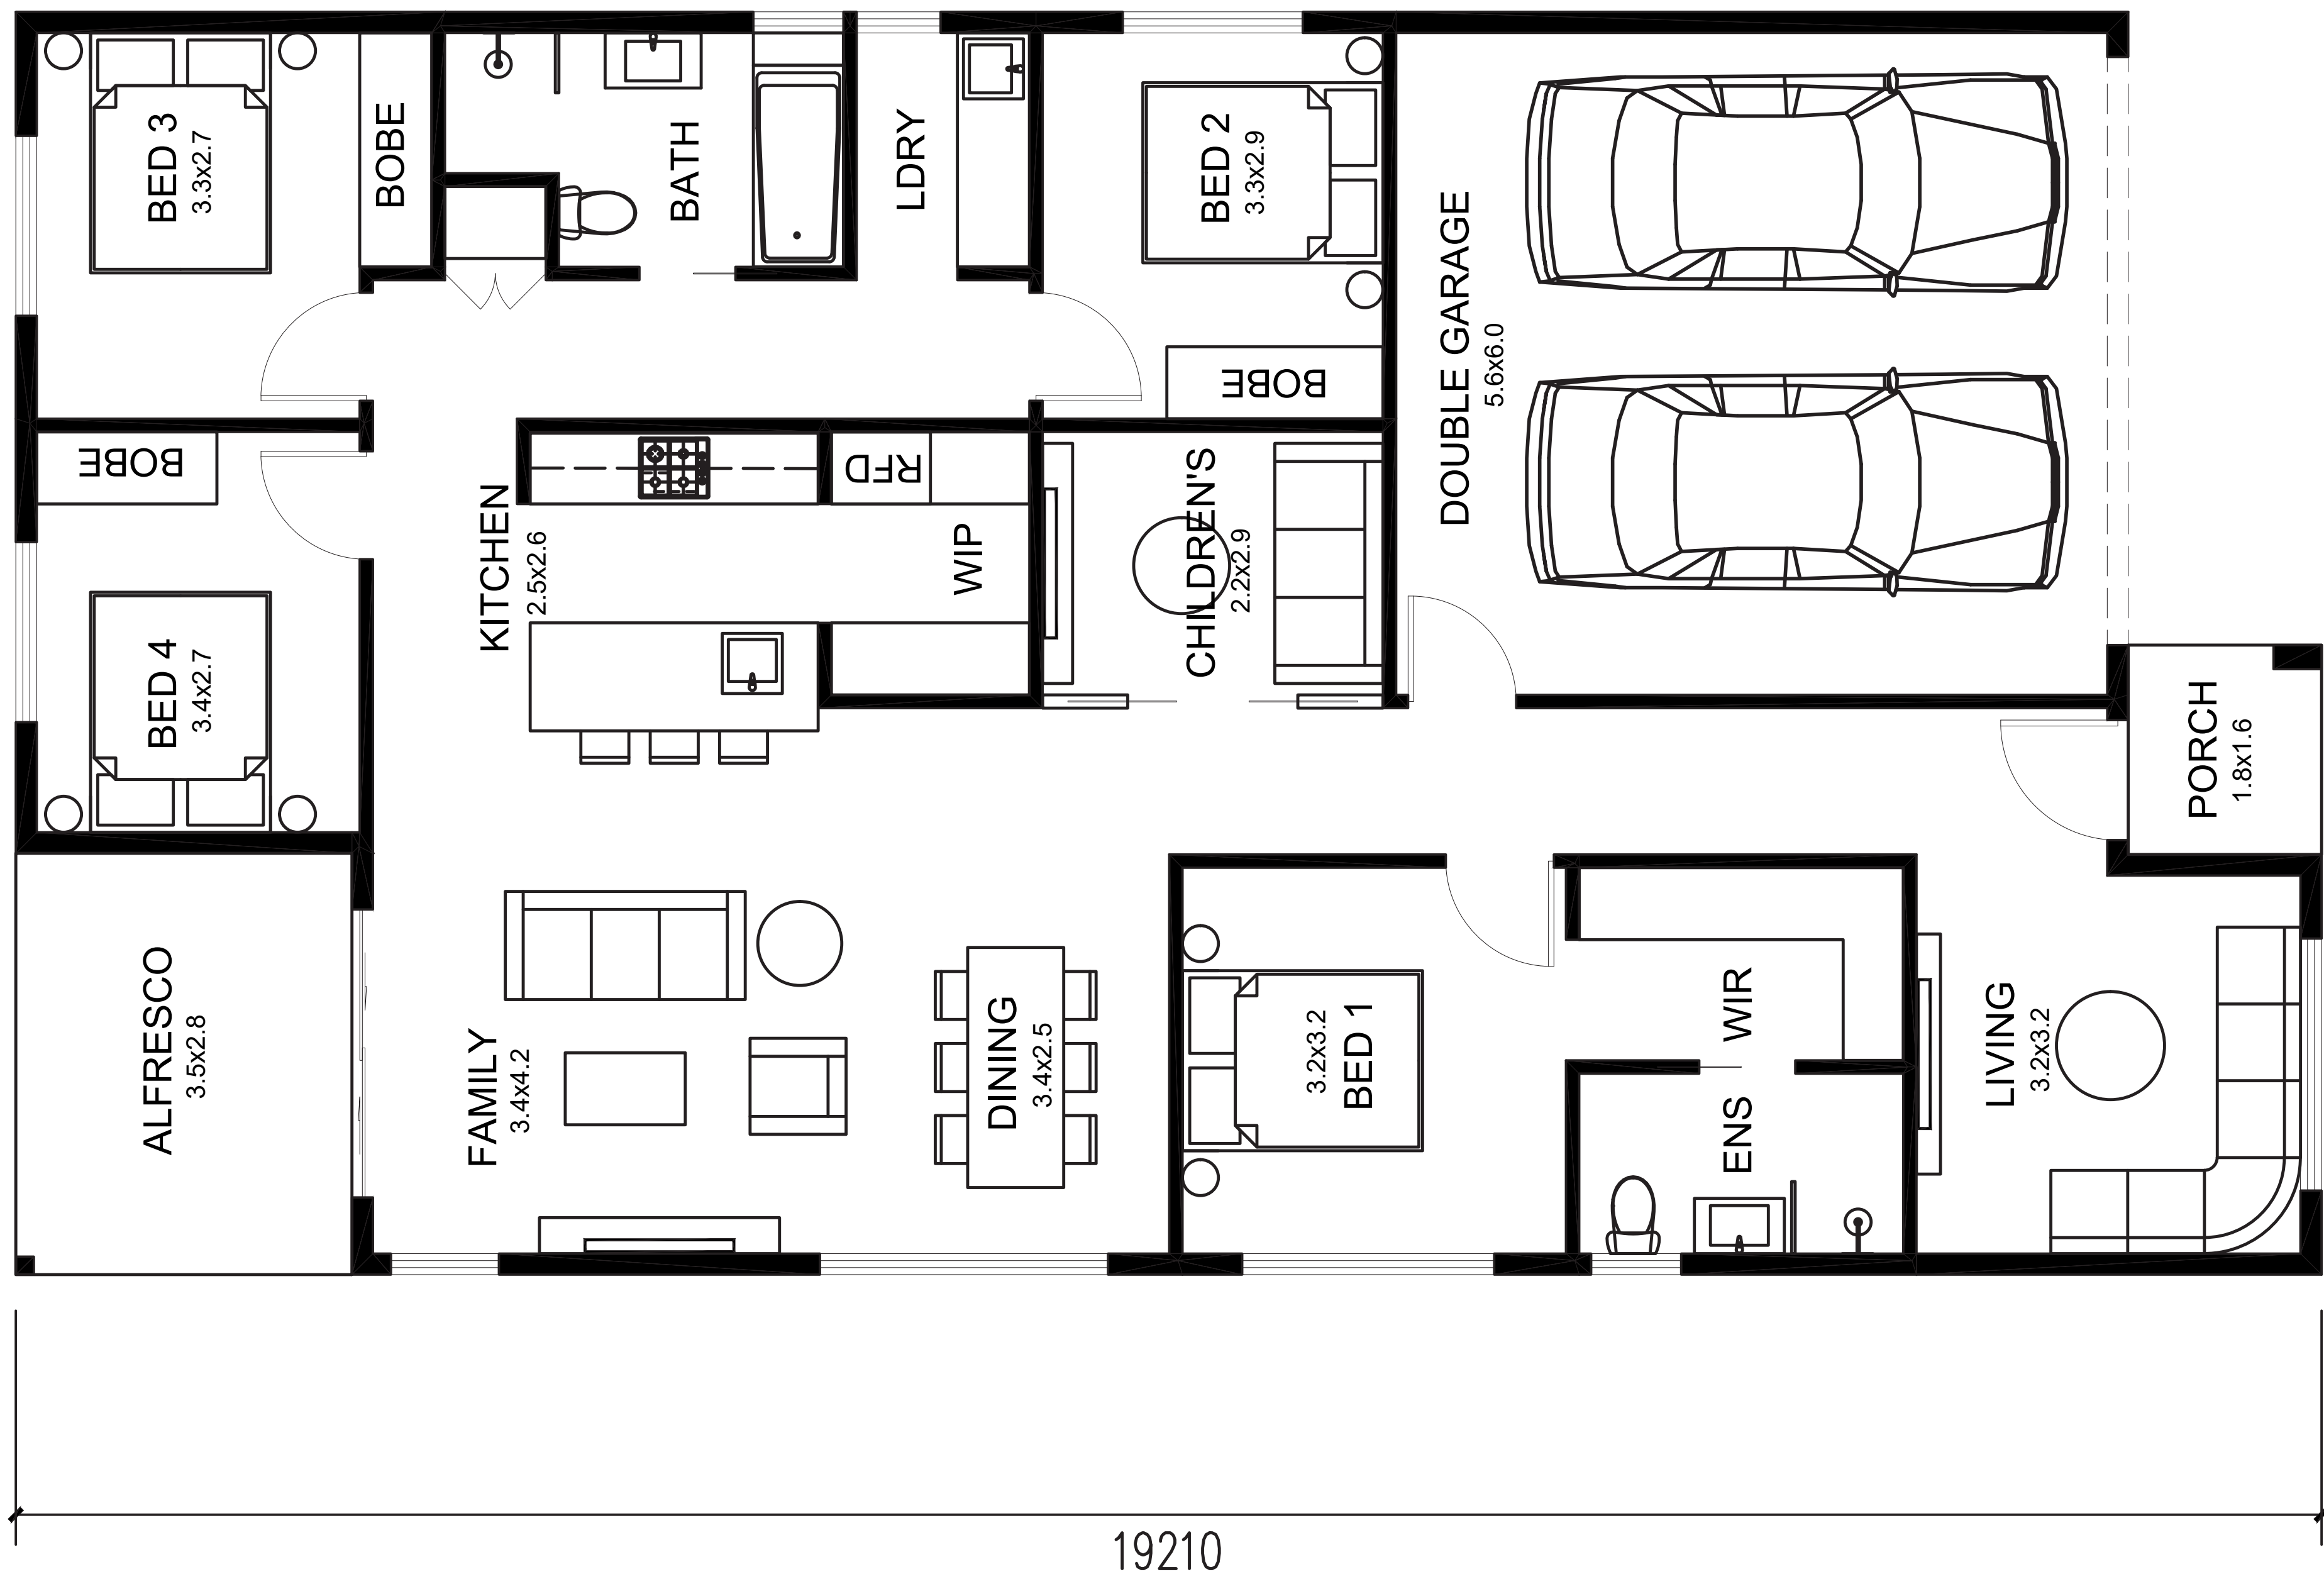 BED 3
3.3x2.7
BOBE
BATH
LDRY
BED 2
3.3x2.9
BOBE
DOUBLE GARAGE
5.6x6.0
BOBE
KITCHEN
2.5x2.6
RFD
WIP
CHILDREN'S
2.2x2.9
BED 4
3.4x2.7
PORCH
1.8x1.6
ALFRESCO
3.5x2.8
FAMILY
3.4x4.2
DINING
3.4x2.5
3.2x3.2
BED 1
WIR
ENS
LIVING
3.2x3.2
19210